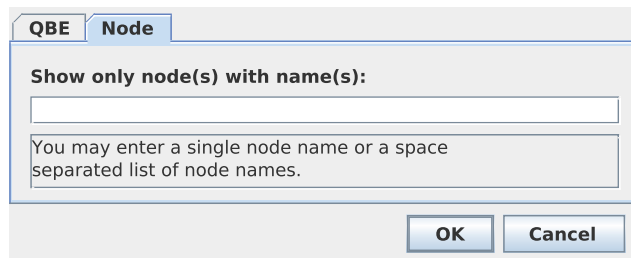 QBE Node
Show only node(s) with name(s):
You may enter a single node name or a space
separated list of node names.
OK Cancel